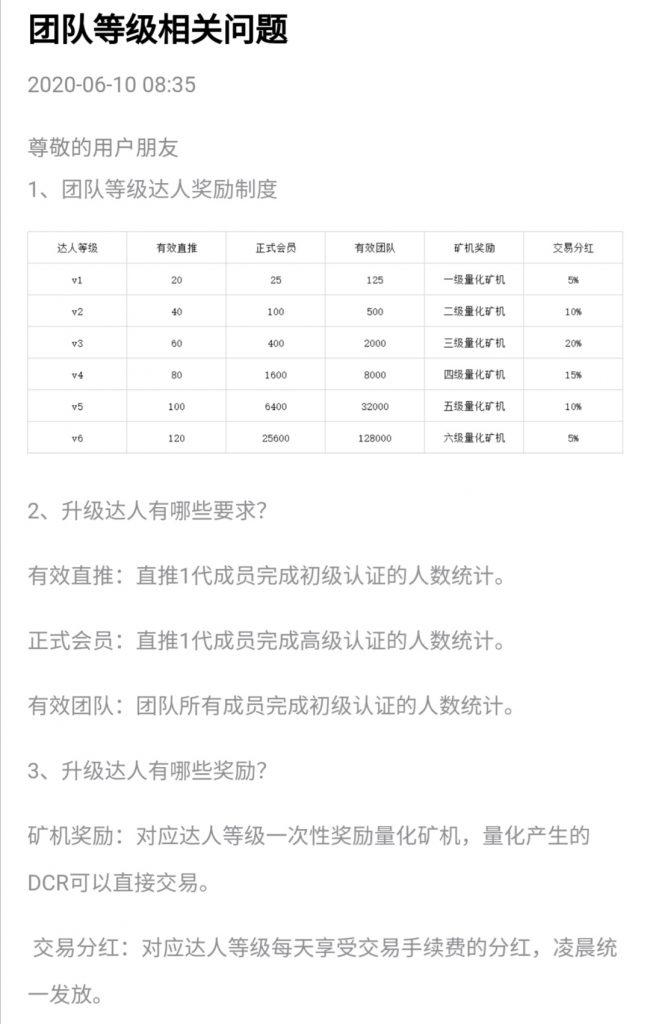 团队等级相关问题
2020-06-10 08:35
尊敬的用户朋友
1、团队等级达人奖励制度
达人等级 有效直推 正式会员 有效团队 矿机奖励 交易分红
v1 20 25 125 一级量化矿机 5%
v2 40 100 500 二级量化矿机 10%
v3 60 400 2000 三级量化矿机 20%
v4 80 1600 8000 四级量化矿机 15%
v5 100 6400 32000 五级量化矿机 10%
v6 120 25600 128000 六级量化矿机 5%
2、升级达人有哪些要求？
有效直推：直推1代成员完成初级认证的人数统计。
正式会员：直推1代成员完成高级认证的人数统计。
有效团队：团队所有成员完成初级认证的人数统计。
3、升级达人有哪些奖励？
矿机奖励：对应达人等级一次性奖励量化矿机，量化产生的
DCR可以直接交易。
交易分红：对应达人等级每天享受交易手续费的分红，凌晨统
一发放。